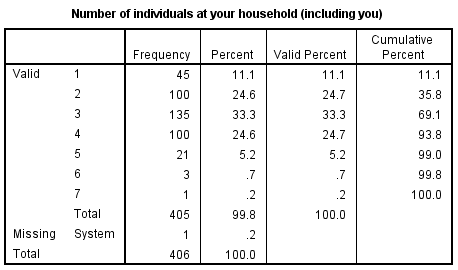 Number of individuals at your household (including you)
Frequency Percent Valid Percent Cumulative Percent
Valid 1 45 11.1 11.1 11.1
2 100 24.6 24.7 35.8
3 135 33.3 33.3 69.1
4 100 24.6 24.7 93.8
5 21 5.2 5.2 99.0
6 3 .7 .7 99.8
7 1 .2 .2 100.0
Total 405 99.8 100.0
Missing System 1 .2
Total 406 100.0